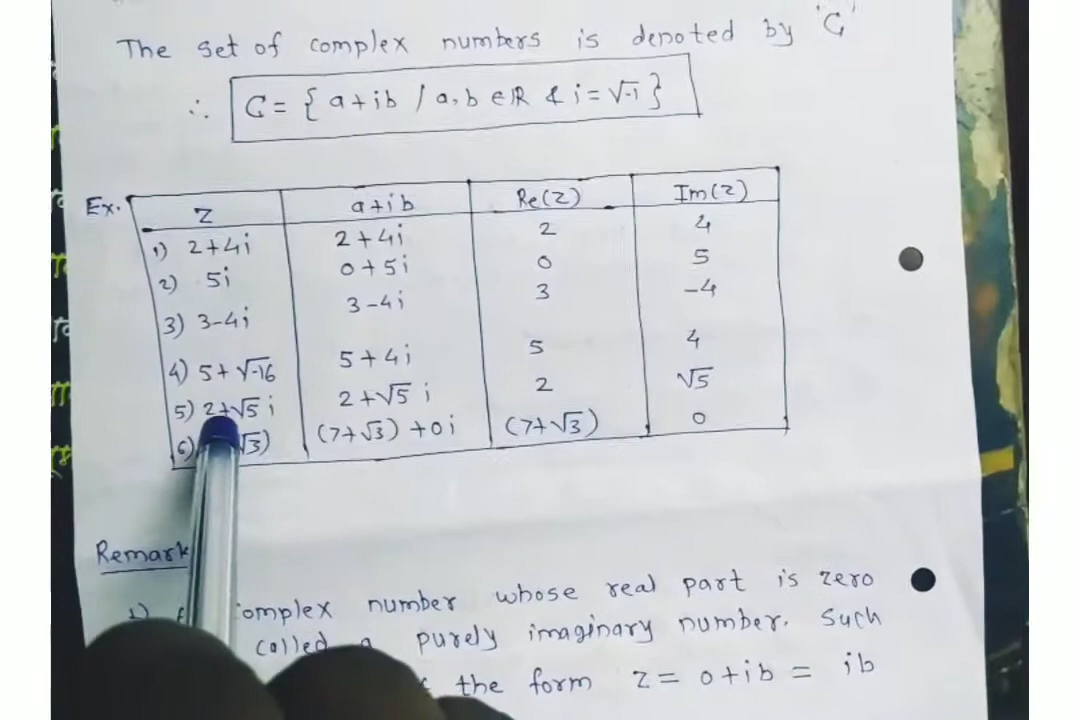 The set of complex numbers is denoted by 'C'
∴ C = { a+ib / a,b ∈ R & i = √-1 }
Ex. z a+ib Re(z) Im(z)
1) 2+4i 2+4i 2 4
2) 5i 0+5i 0 5
3) 3-4i 3-4i 3 -4
4) 5+√-16 5+4i 5 4
5) 2+√5 i 2+√5 i 2 √5
6) √3) (7+√3)+0i (7+√3) 0
Remark
1) complex number whose real part is zero
called a purely imaginary number. Such
the form z = 0+ib = ib